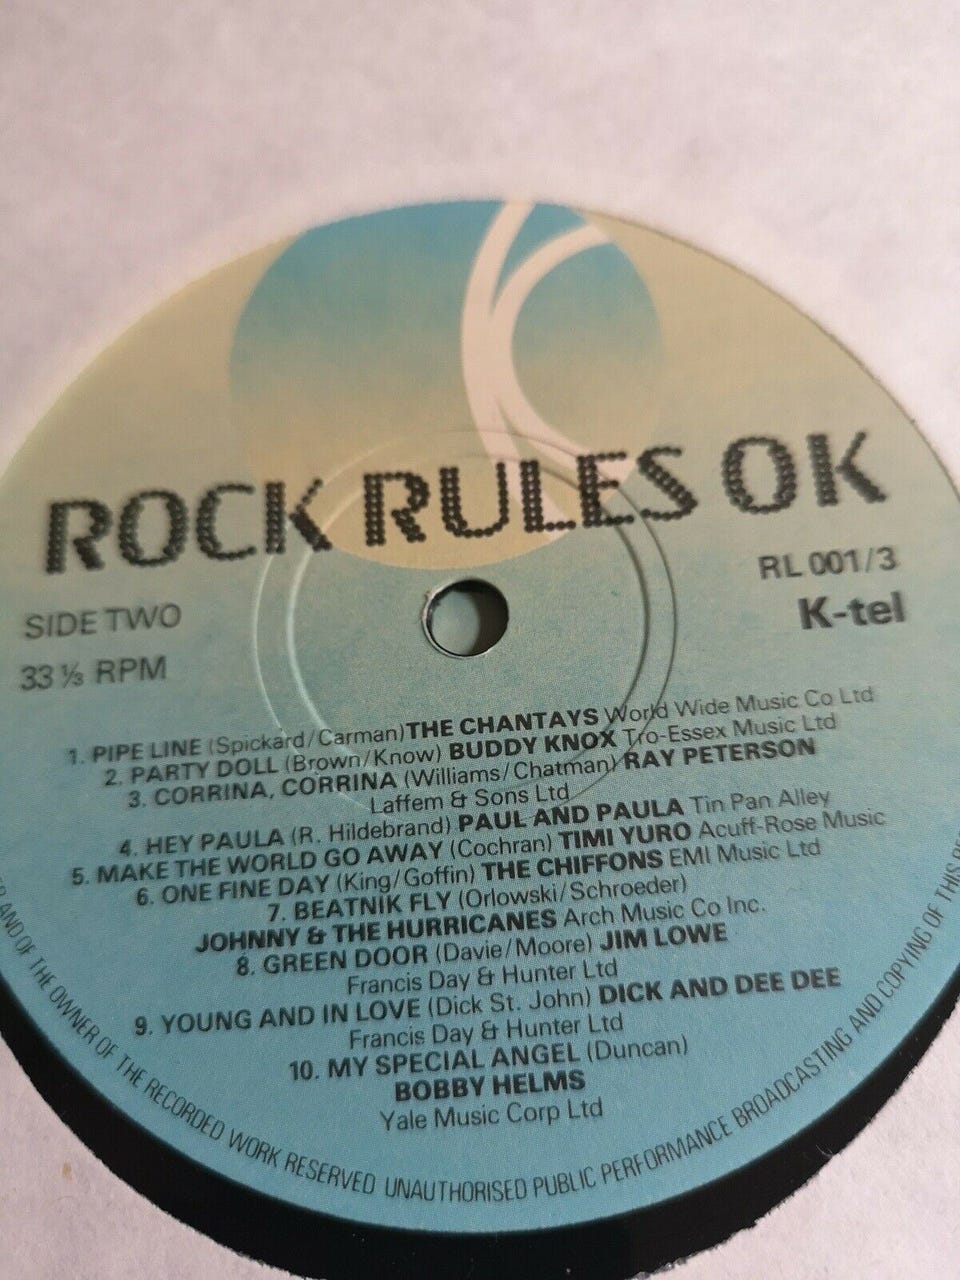 ROCK RULES OK
RL 001/3
K-tel
SIDE TWO
33 ⅓ RPM
1. PIPE LINE (Spickard/Carman)THE CHANTAYS World Wide Music Co Ltd
2. PARTY DOLL (Brown/Know) BUDDY KNOX Tro-Essex Music Ltd
3. CORRINA, CORRINA (Williams/Chatman) RAY PETERSON
Laffem & Sons Ltd
4. HEY PAULA (R. Hildebrand) PAUL AND PAULA Tin Pan Alley
5. MAKE THE WORLD GO AWAY (Cochran) TIMI YURO Acuff-Rose Music
6. ONE FINE DAY (King/Goffin) THE CHIFFONS EMI Music Ltd
7. BEATNIK FLY (Orlowski/Schroeder)
JOHNNY & THE HURRICANES Arch Music Co Inc.
8. GREEN DOOR (Davie/Moore) JIM LOWE
Francis Day & Hunter Ltd
9. YOUNG AND IN LOVE (Dick St. John) DICK AND DEE DEE
Francis Day & Hunter Ltd
10. MY SPECIAL ANGEL (Duncan)
BOBBY HELMS
Yale Music Corp Ltd
AND OF THE OWNER OF THE RECORDED WORK RESERVED UNAUTHORISED PUBLIC PERFORMANCE BROADCASTING AND COPYING OF THIS